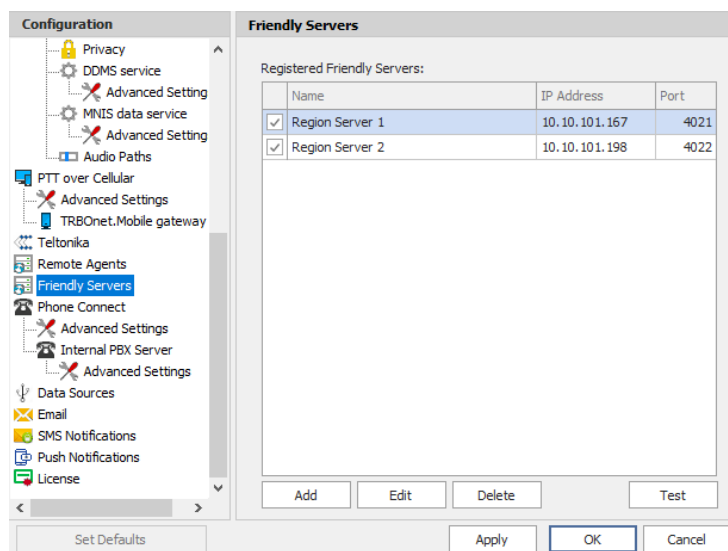 Configuration
Privacy
DDMS service
Advanced Setting
MNIS data service
Advanced Setting
Audio Paths
PTT over Cellular
Advanced Settings
TRBOnet.Mobile gateway
Teltonika
Remote Agents
Friendly Servers
Phone Connect
Advanced Settings
Internal PBX Server
Advanced Settings
Data Sources
Email
SMS Notifications
Push Notifications
License
Set Defaults
Friendly Servers
Registered Friendly Servers:
Name IP Address Port
Region Server 1 10.10.101.167 4021
Region Server 2 10.10.101.198 4022
Add Edit Delete Test
Apply OK Cancel